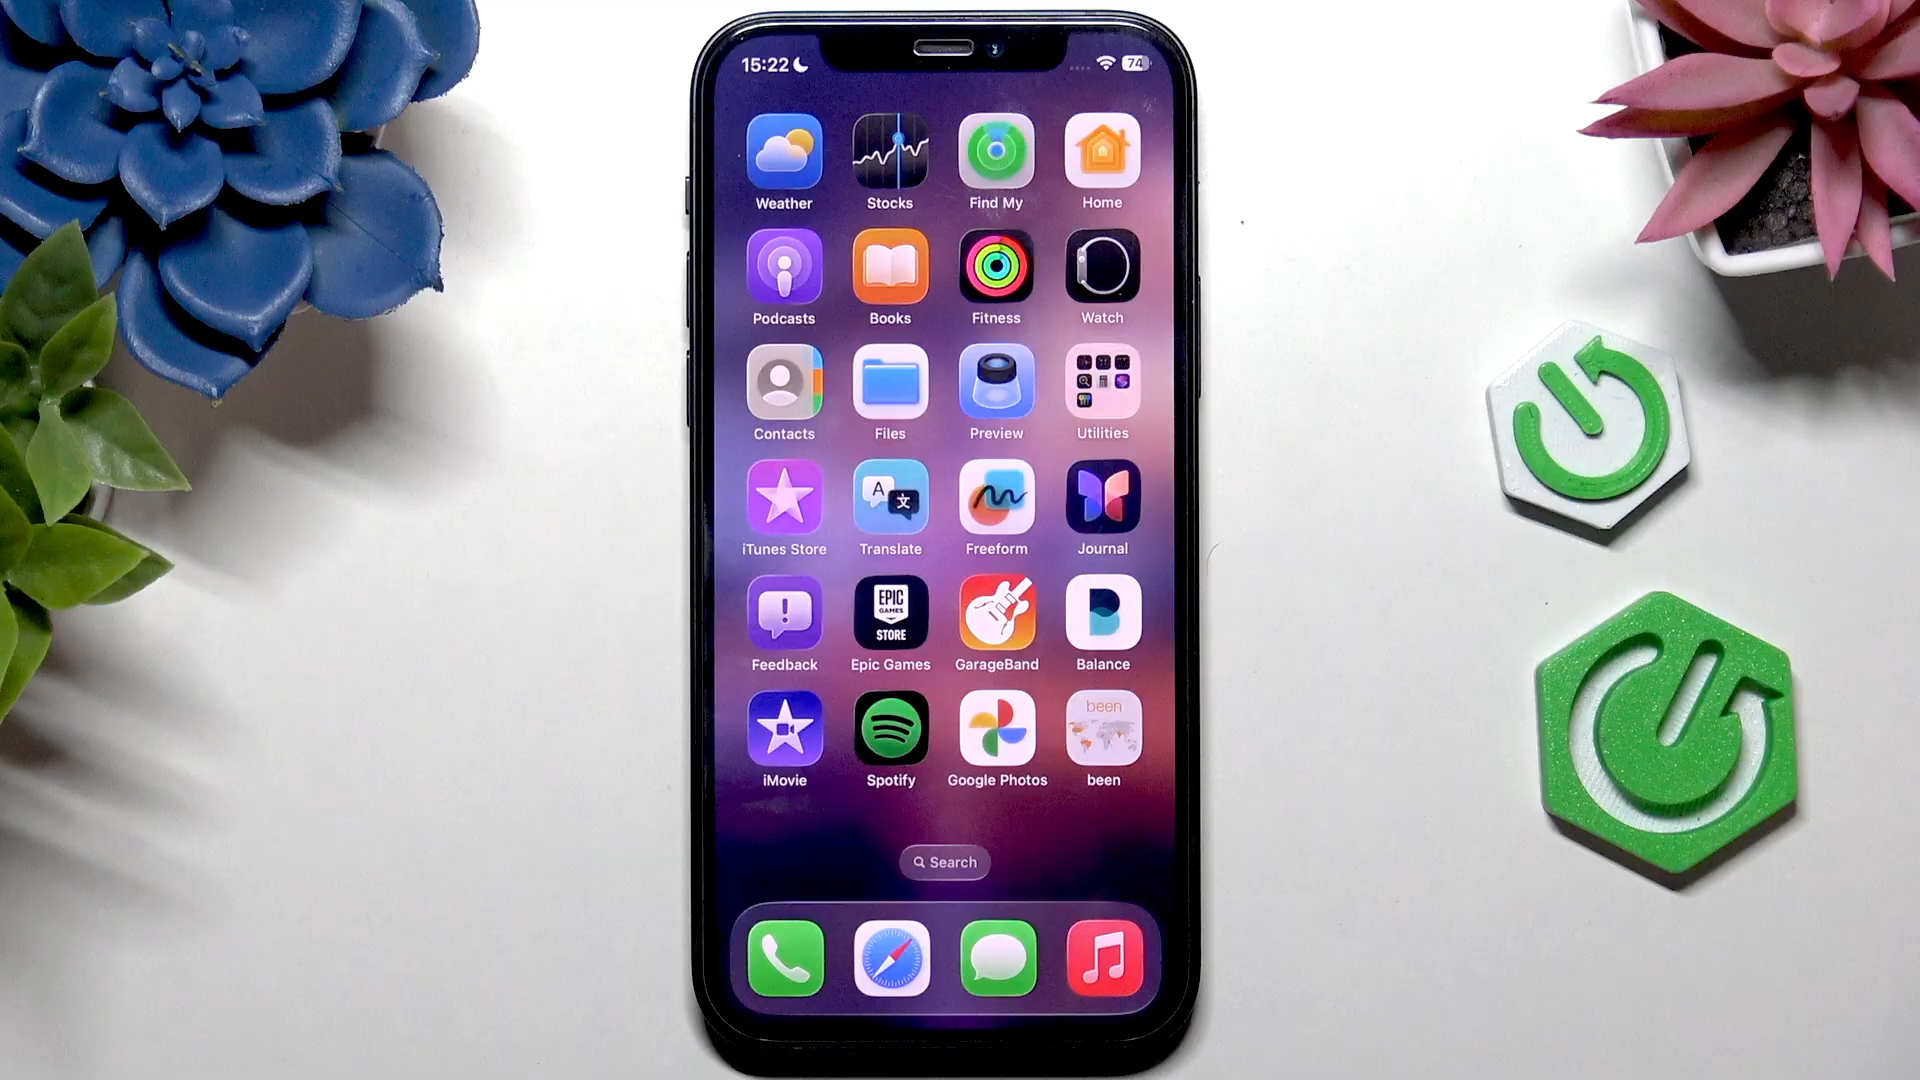 15:22
74
Weather Stocks Find My Home
Podcasts Books Fitness Watch
Contacts Files Preview Utilities
A 文
iTunes Store Translate Freeform Journal
EPIC
GAMES
STORE
Feedback Epic Games GarageBand Balance
been
iMovie Spotify Google Photos been
Search